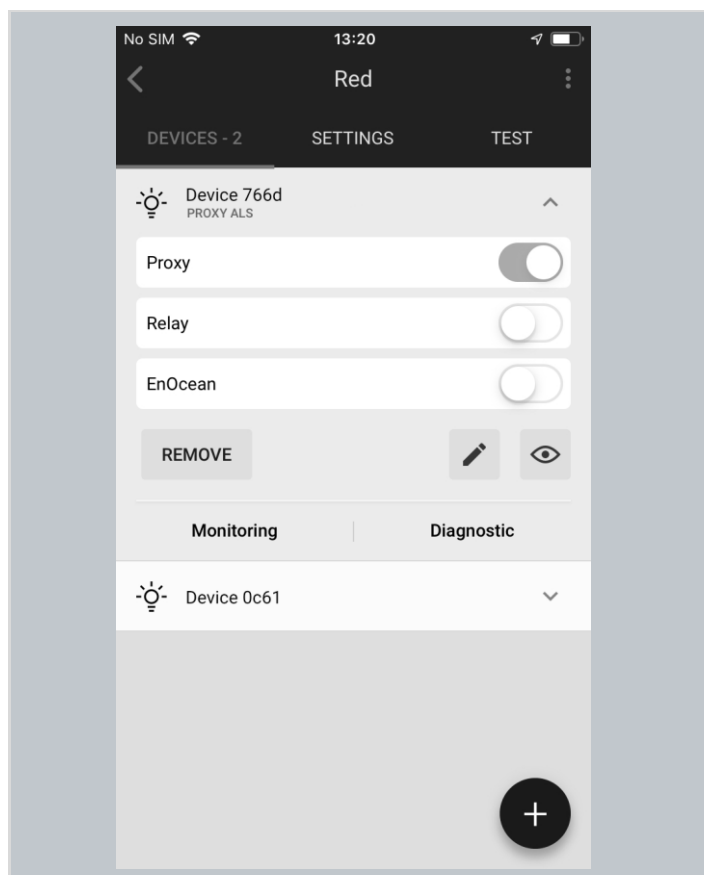 No SIM 13:20
Red
DEVICES - 2 SETTINGS TEST
Device 766d
PROXY ALS
Proxy
Relay
EnOcean
REMOVE
Monitoring Diagnostic
Device 0c61